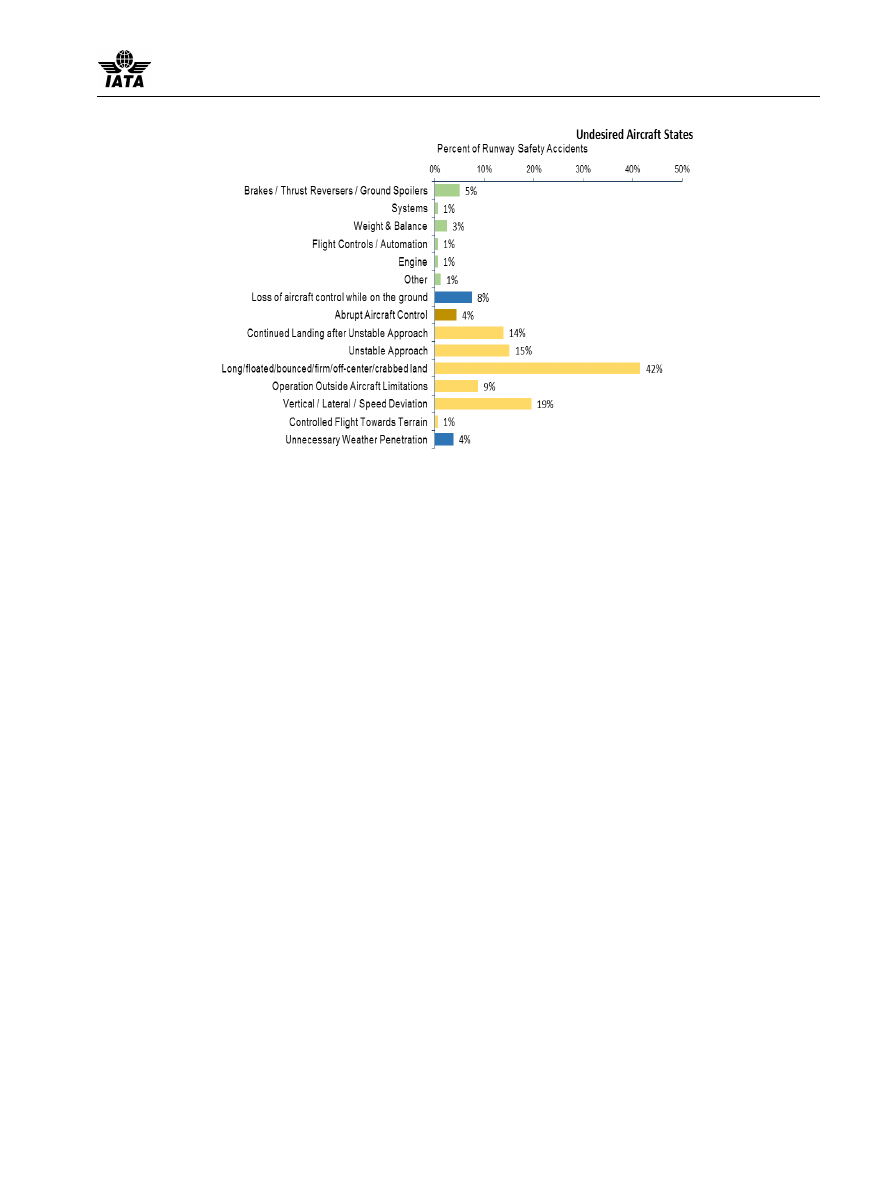 IATA
Undesired Aircraft States
Percent of Runway Safety Accidents
0% 10% 20% 30% 40% 50%
Brakes / Thrust Reversers / Ground Spoilers 5%
Systems 1%
Weight & Balance 3%
Flight Controls / Automation 1%
Engine 1%
Other 1%
Loss of aircraft control while on the ground 8%
Abrupt Aircraft Control 4%
Continued Landing after Unstable Approach 14%
Unstable Approach 15%
Long/floated/bounced/firm/off-center/crabbed land 42%
Operation Outside Aircraft Limitations 9%
Vertical / Lateral / Speed Deviation 19%
Controlled Flight Towards Terrain 1%
Unnecessary Weather Penetration 4%